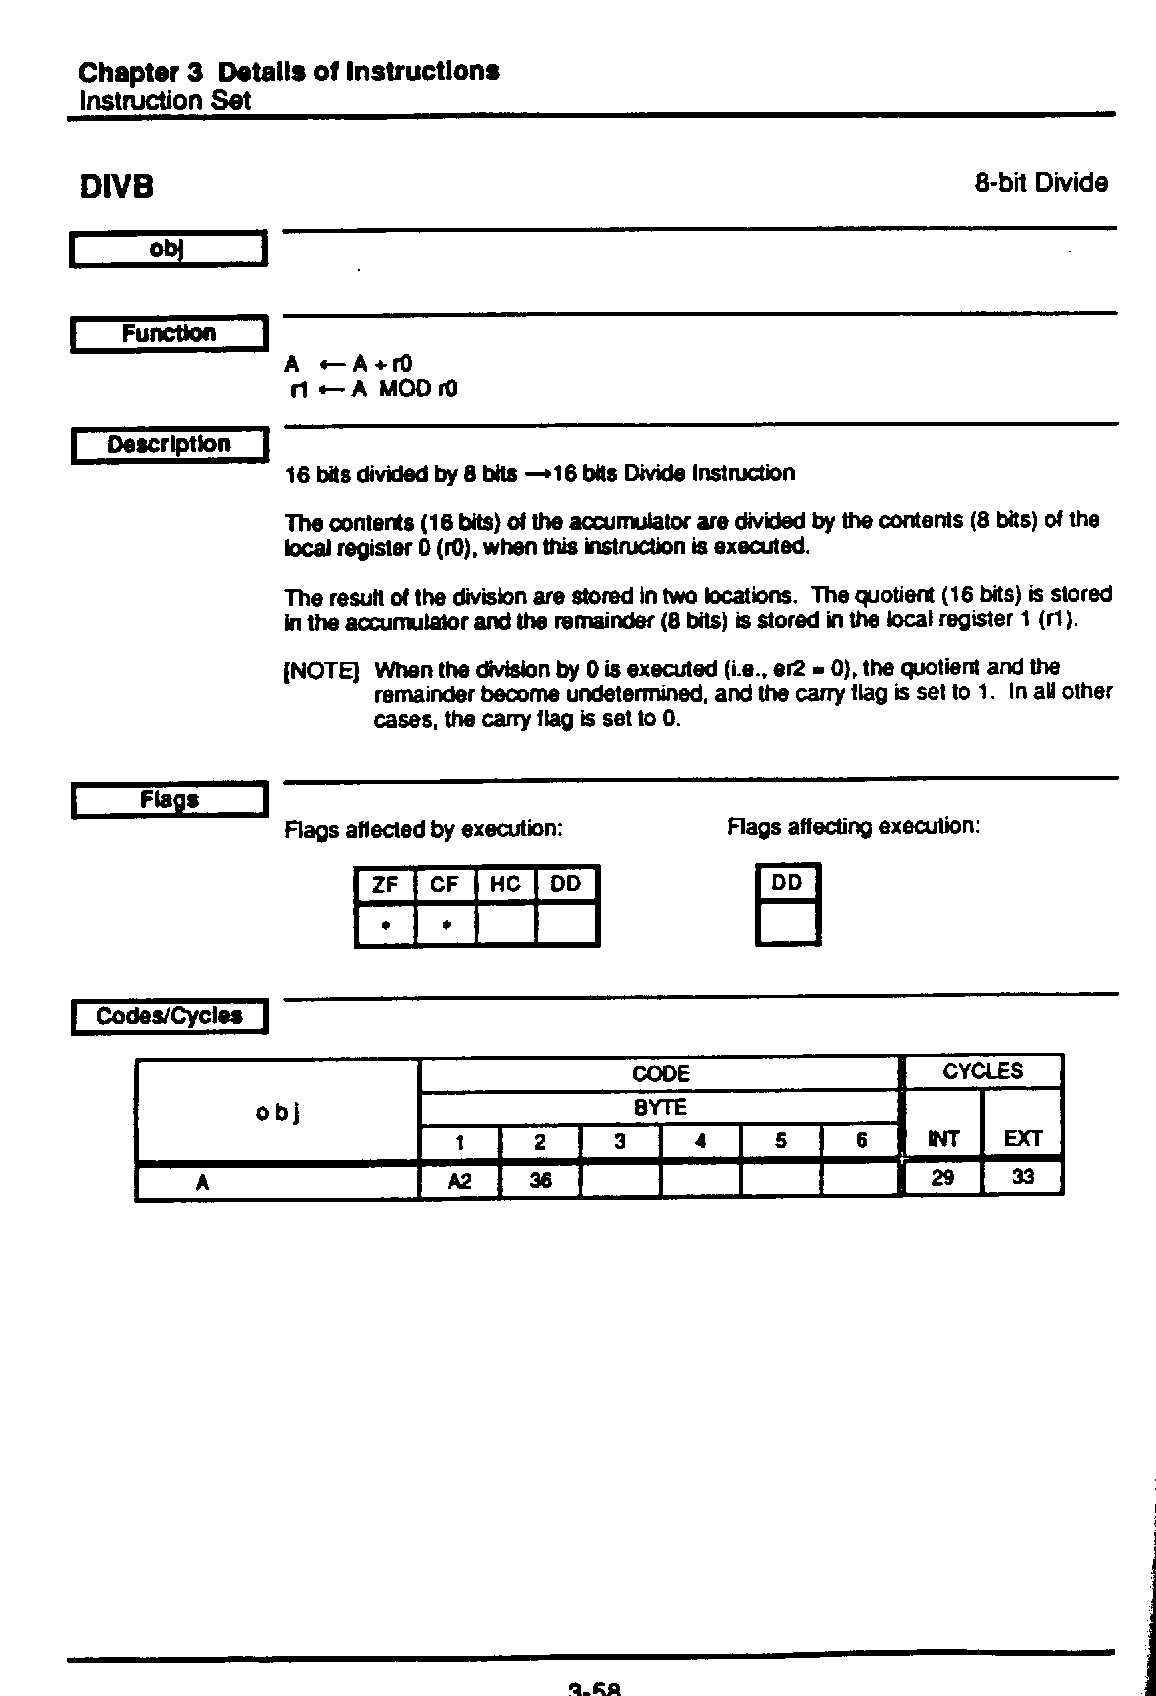 Chapter 3 Details of Instructions
Instruction Set
DIVB
8-bit Divide
obj
Function
A ← A ÷ r0
r1 ← A MOD r0
Description
16 bits divided by 8 bits →16 bits Divide Instruction
The contents (16 bits) of the accumulator are divided by the contents (8 bits) of the
local register 0 (r0), when this instruction is executed.
The result of the division are stored in two locations. The quotient (16 bits) is stored
in the accumulator and the remainder (8 bits) is stored in the local register 1 (r1).
[NOTE] When the division by 0 is executed (i.e., er2 = 0), the quotient and the
remainder become undetermined, and the carry flag is set to 1. In all other
cases, the carry flag is set to 0.
Flags
Flags affected by execution: Flags affecting execution:
ZF CF HC DD DD
* *
Codes/Cycles
obj CODE CYCLES
BYTE
1 2 3 4 5 6 INT EXT
A A2 36 29 33
3-58